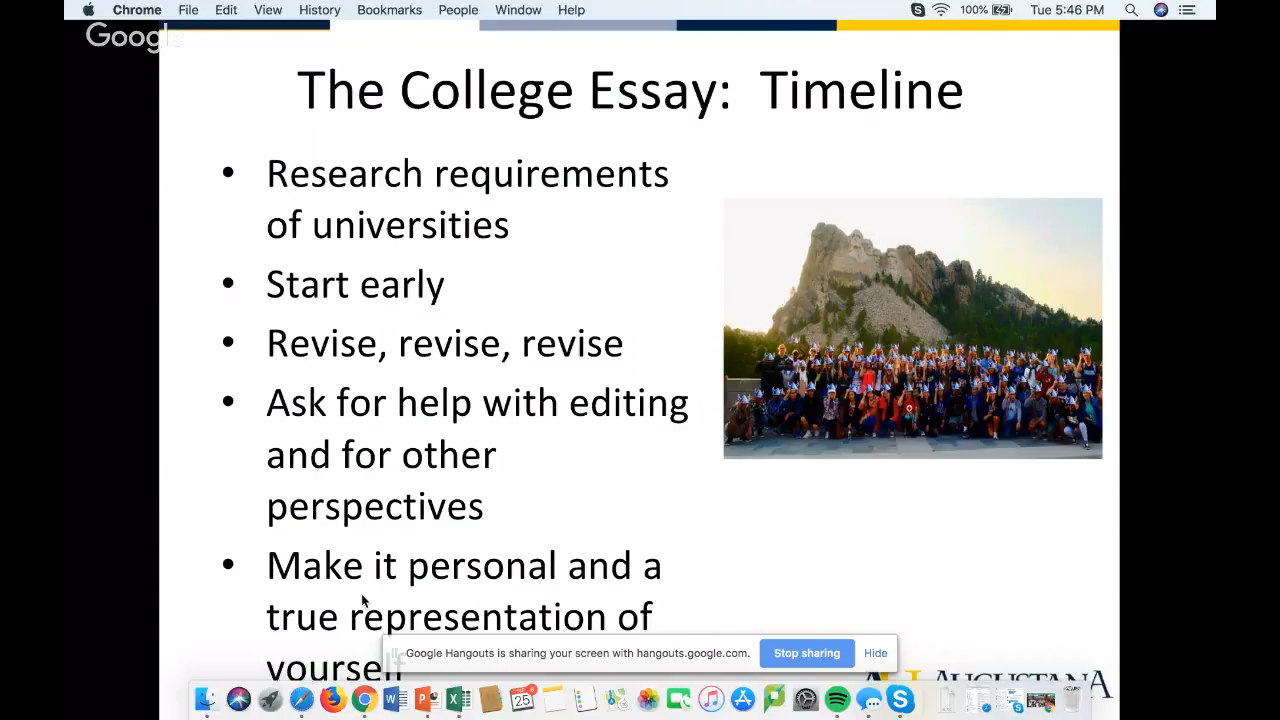 Chrome File Edit View History Bookmarks People Window Help 100% Tue 5:46 PM
Google
The College Essay: Timeline
• Research requirements
of universities
• Start early
• Revise, revise, revise
• Ask for help with editing
and for other
perspectives
• Make it personal and a
true representation of
yourself
Google Hangouts is sharing your screen with hangouts.google.com. Stop sharing Hide
AUGUSTANA
25